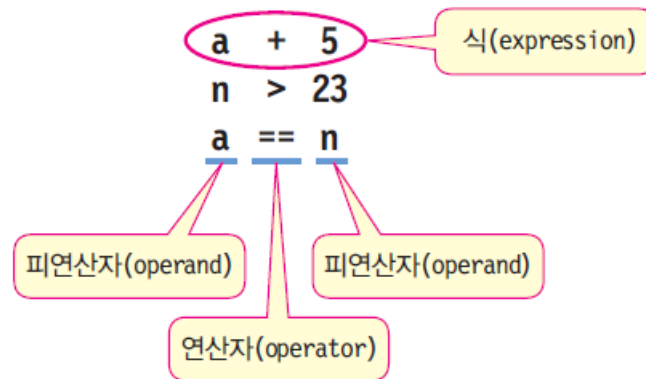 a + 5
식(expression)
n > 23
a == n
피연산자(operand)
피연산자(operand)
연산자(operator)